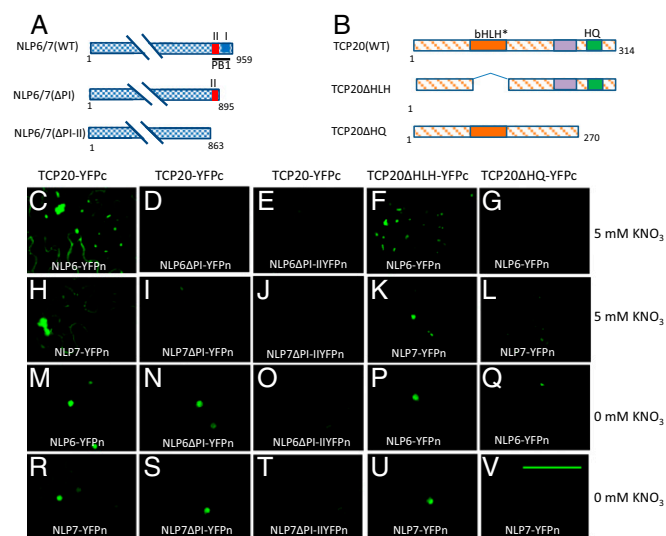 A
NLP6/7(WT)
II I
1
959
PB1
NLP6/7(ΔPI)
II
1
895
NLP6/7(ΔPI-II)
1
863
B
bHLH*
HQ
TCP20(WT)
1
314
TCP20ΔHLH
1
TCP20ΔHQ
1
270
TCP20-YFPc TCP20-YFPc TCP20-YFPc TCP20ΔHLH-YFPc TCP20ΔHQ-YFPc
C D E F G
NLP6-YFPn NLP6ΔPI-YFPn NLP6ΔPI-IIYFPn NLP6-YFPn NLP6-YFPn
5 mM KNO₃
H I J K L
NLP7-YFPn NLP7ΔPI-YFPn NLP7ΔPI-IIYFPn NLP7-YFPn NLP7-YFPn
5 mM KNO₃
M N O P Q
NLP6-YFPn NLP6ΔPI-YFPn NLP6ΔPI-IIYFPn NLP6-YFPn NLP6-YFPn
0 mM KNO₃
R S T U V
NLP7-YFPn NLP7ΔPI-YFPn NLP7ΔPI-IIYFPn NLP7-YFPn NLP7-YFPn
0 mM KNO₃